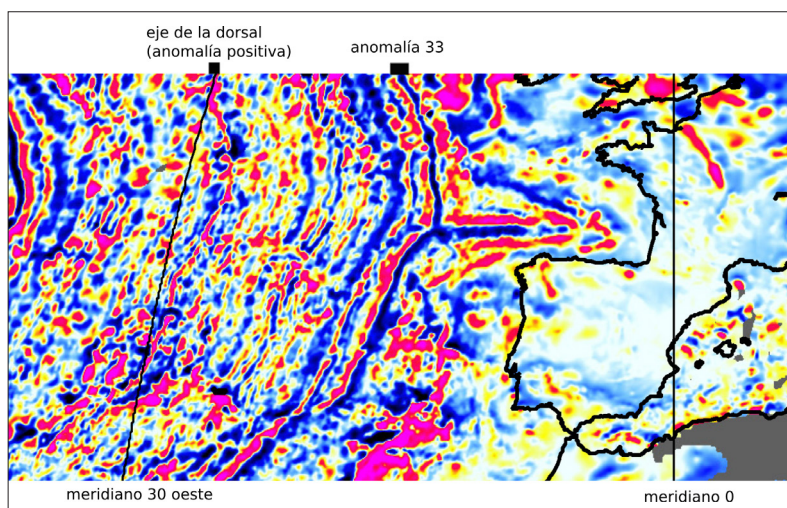 eje de la dorsal
(anomalía positiva)
anomalía 33
meridiano 30 oeste
meridiano 0